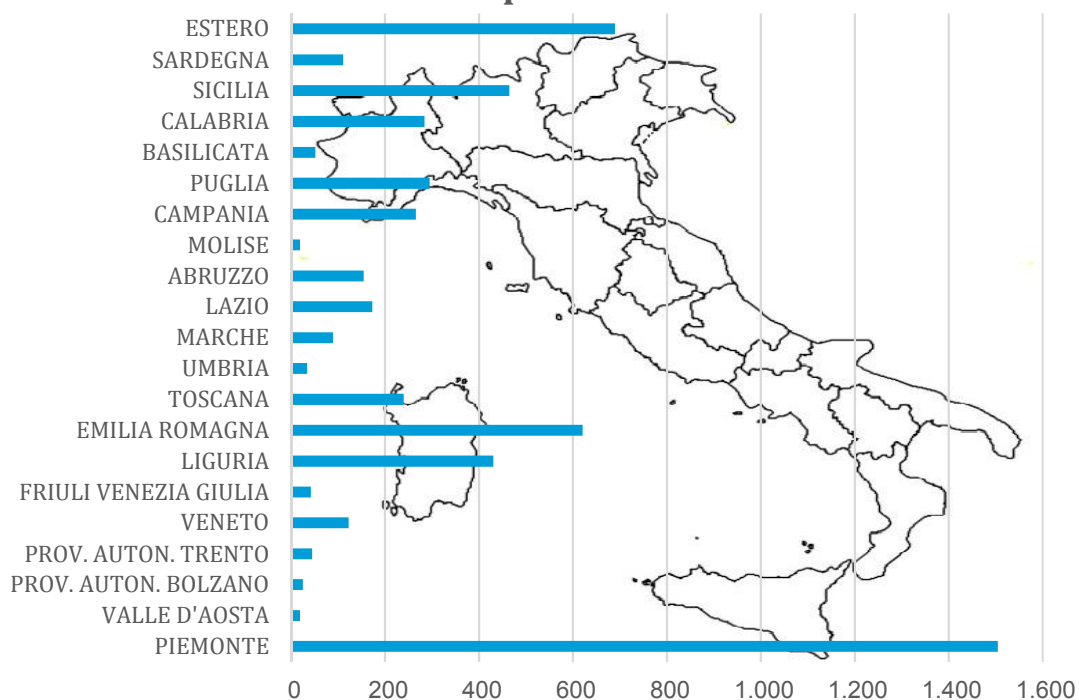 ESTERO
SARDEGNA
SICILIA
CALABRIA
BASILICATA
PUGLIA
CAMPANIA
MOLISE
ABRUZZO
LAZIO
MARCHE
UMBRIA
TOSCANA
EMILIA ROMAGNA
LIGURIA
FRIULI VENEZIA GIULIA
VENETO
PROV. AUTON. TRENTO
PROV. AUTON. BOLZANO
VALLE D'AOSTA
PIEMONTE
0 200 400 600 800 1.000 1.200 1.400 1.600